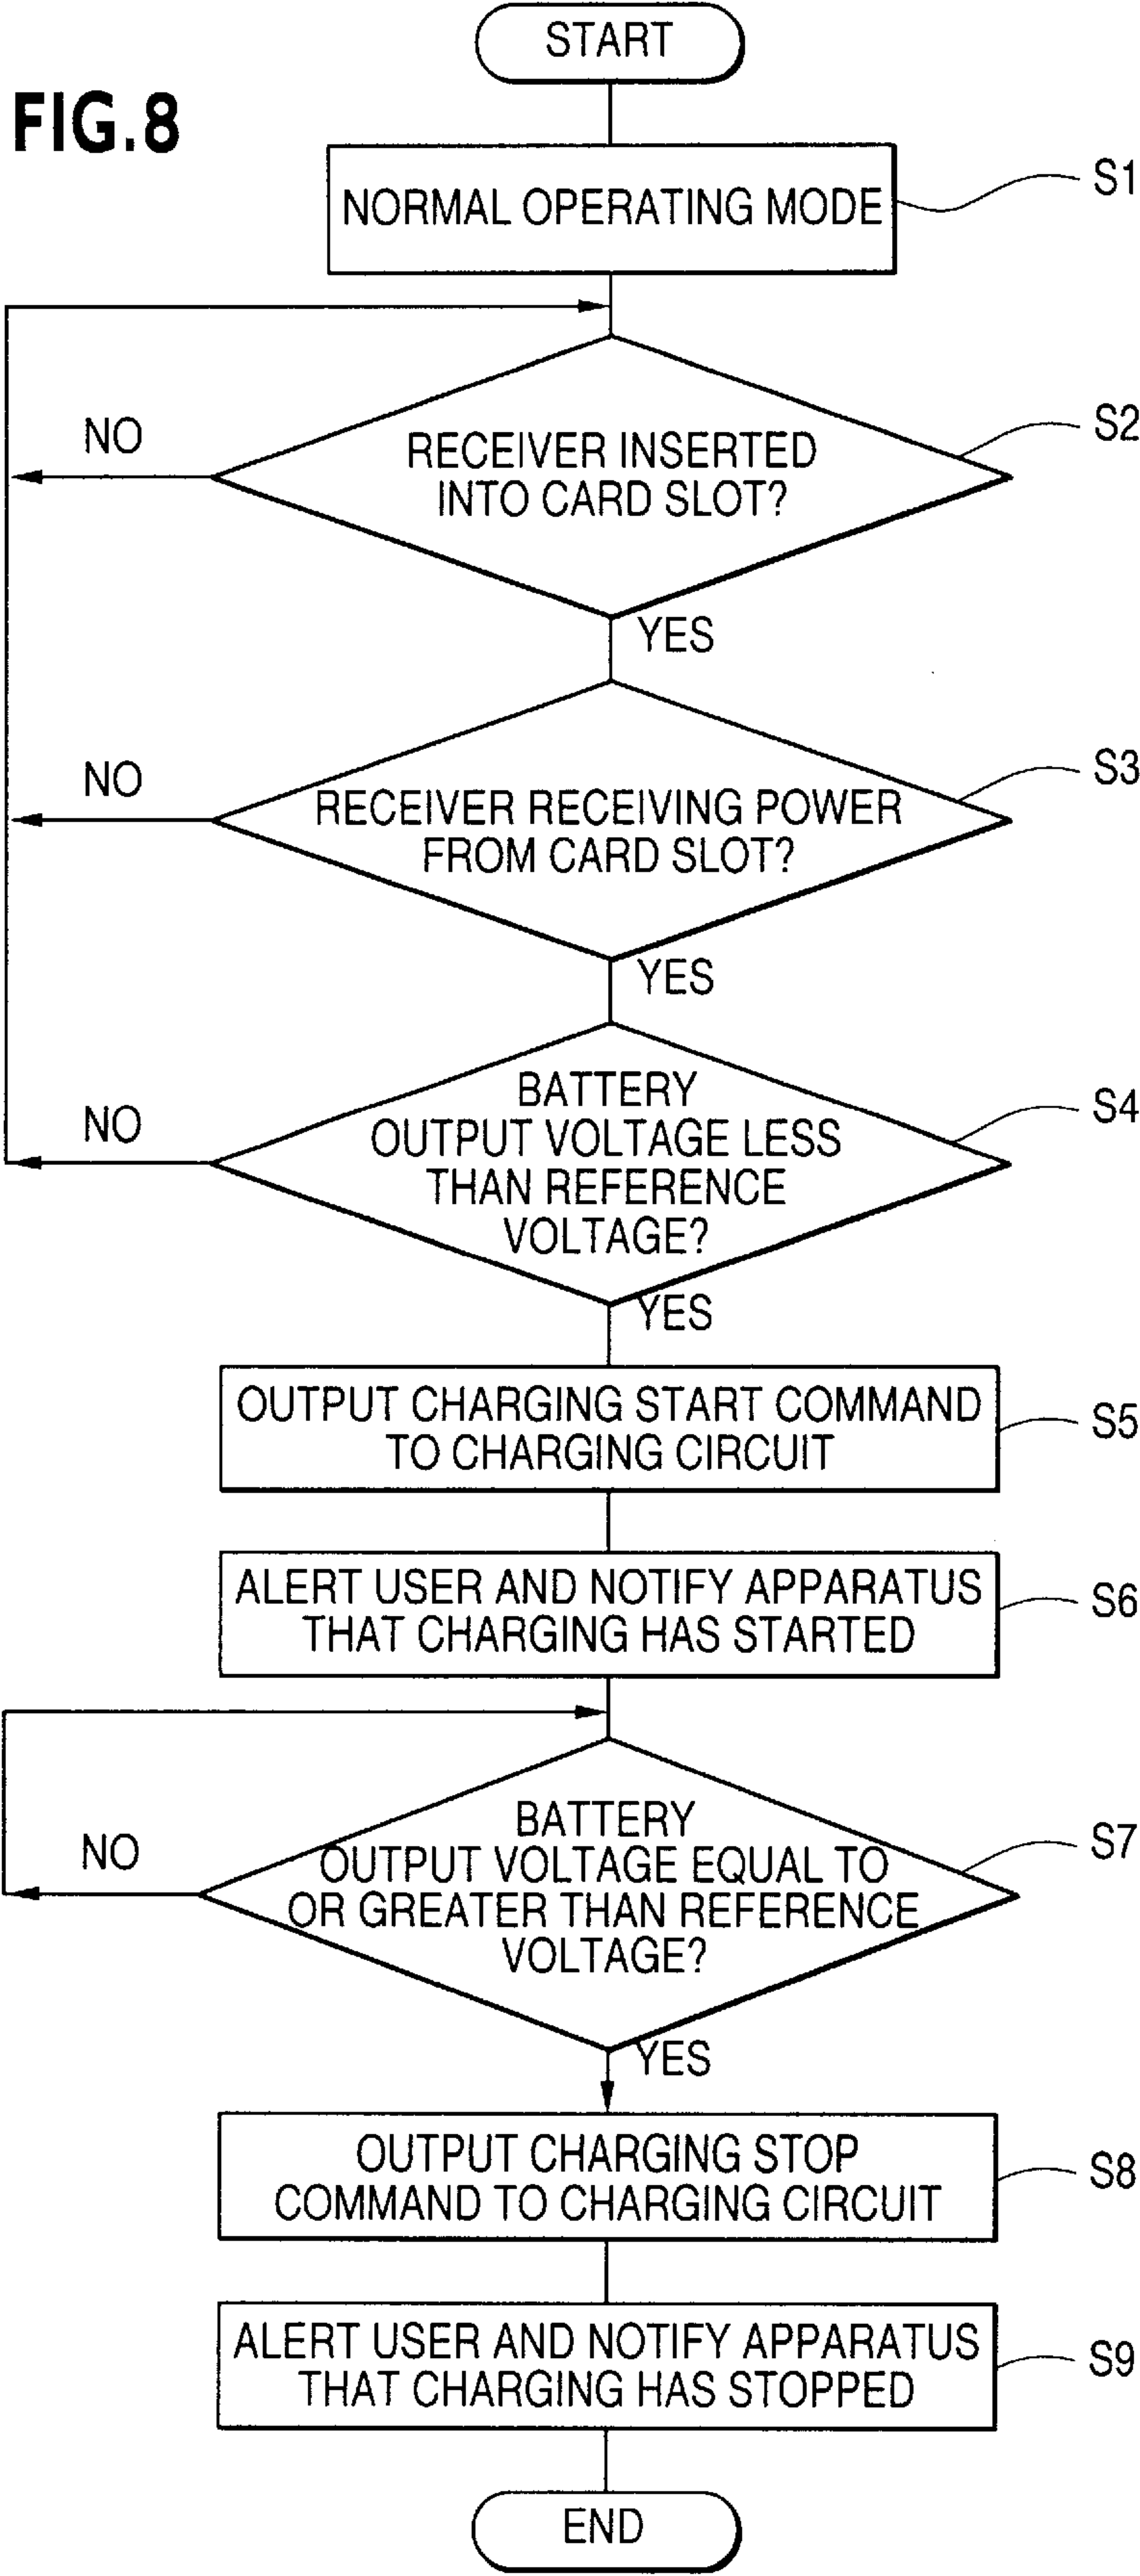 START
FIG.8
NORMAL OPERATING MODE
S1
NO
RECEIVER INSERTED
INTO CARD SLOT?
S2
YES
NO
RECEIVER RECEIVING POWER
FROM CARD SLOT?
S3
YES
NO
BATTERY
OUTPUT VOLTAGE LESS
THAN REFERENCE
VOLTAGE?
S4
YES
OUTPUT CHARGING START COMMAND
TO CHARGING CIRCUIT
S5
ALERT USER AND NOTIFY APPARATUS
THAT CHARGING HAS STARTED
S6
NO
BATTERY
OUTPUT VOLTAGE EQUAL TO
OR GREATER THAN REFERENCE
VOLTAGE?
S7
YES
OUTPUT CHARGING STOP
COMMAND TO CHARGING CIRCUIT
S8
ALERT USER AND NOTIFY APPARATUS
THAT CHARGING HAS STOPPED
S9
END